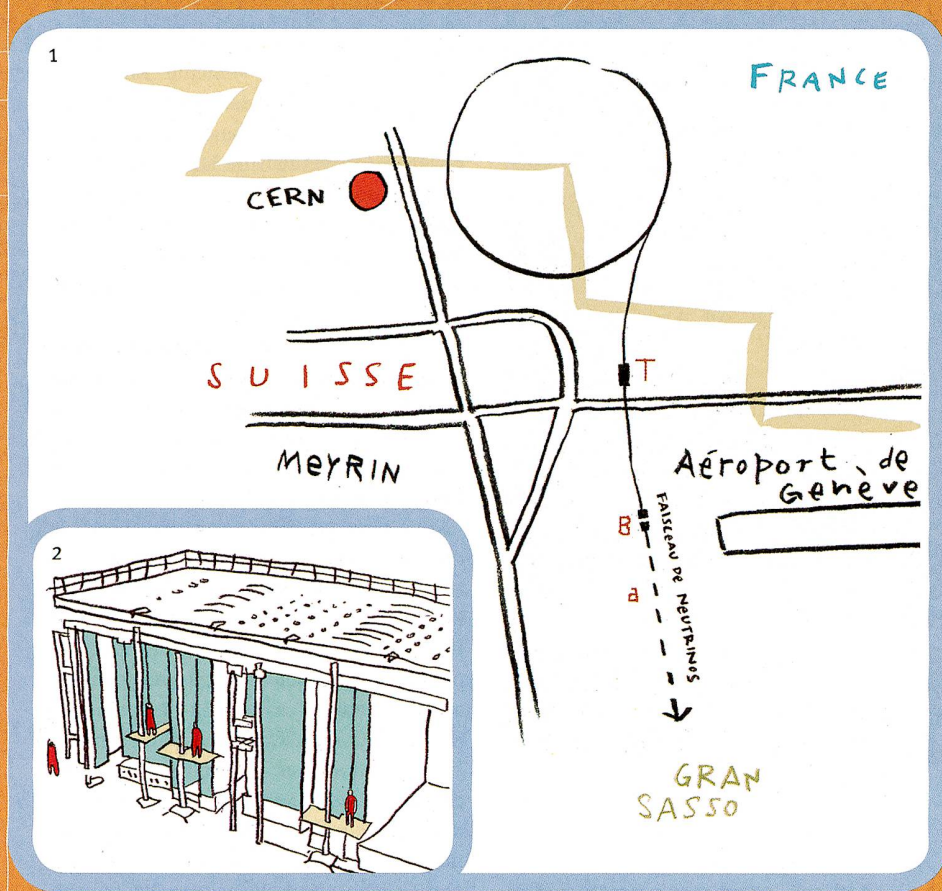 1
FRANCE
CERN
SUISSE
T
MEYRIN
Aéroport de
Genève
B
FAISCEAU DE NEUTRINOS
d
GRAN
SASSO
2